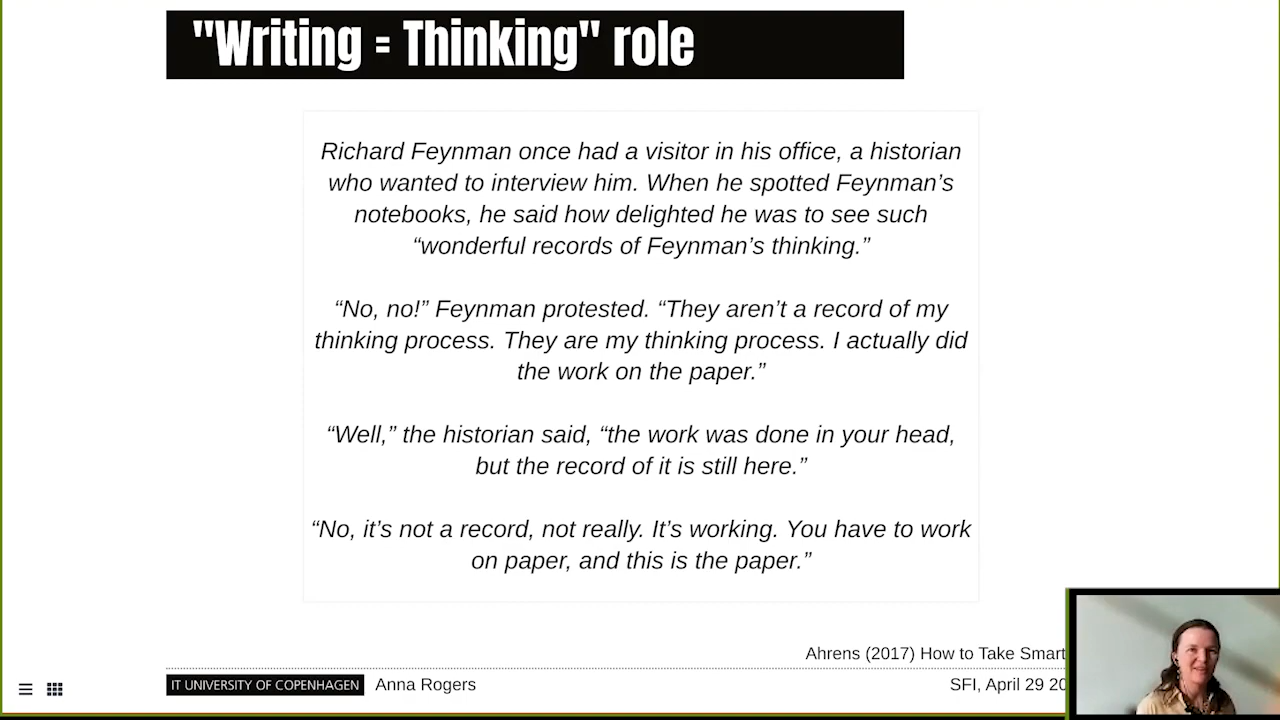 "Writing = Thinking" role
Richard Feynman once had a visitor in his office, a historian
who wanted to interview him. When he spotted Feynman’s
notebooks, he said how delighted he was to see such
“wonderful records of Feynman’s thinking.”
“No, no!” Feynman protested. “They aren’t a record of my
thinking process. They are my thinking process. I actually did
the work on the paper.”
“Well,” the historian said, “the work was done in your head,
but the record of it is still here.”
“No, it’s not a record, not really. It’s working. You have to work
on paper, and this is the paper.”
Ahrens (2017) How to Take Smart
IT UNIVERSITY OF COPENHAGEN Anna Rogers
SFI, April 29 20